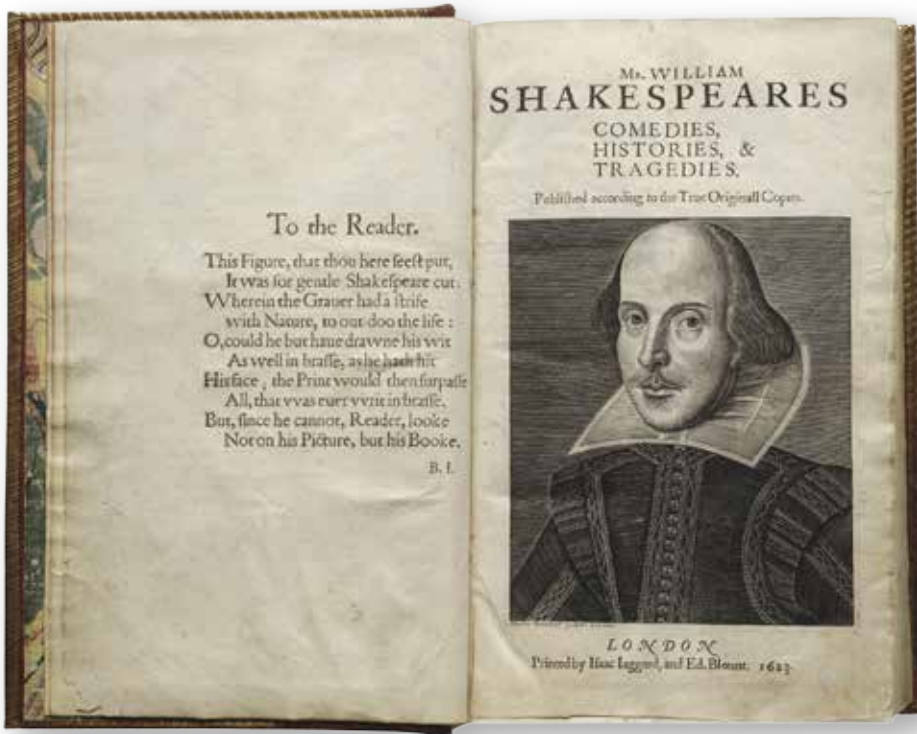 To the Reader.
This Figure, that thou here ſeeſt put,
It was for gentle Shakeſpeare cut:
Wherein the Grauer had a ſtrife
with Nature, to out-doo the life :
O, could he but haue drawne his wit
As well in braſſe, as he hath hit
His face ; the Print would then ſurpaſſe
All, that vvas euer vvrit in braſſe.
But, ſince he cannot, Reader, looke
Not on his Picture, but his Booke.
B. I.
Mr. WILLIAM
SHAKESPEARES
COMEDIES,
HISTORIES, &
TRAGEDIES.
Publiſhed according to the True Originall Copies.
LONDON
Printed by Iſaac Iaggard, and Ed. Blount. 1623